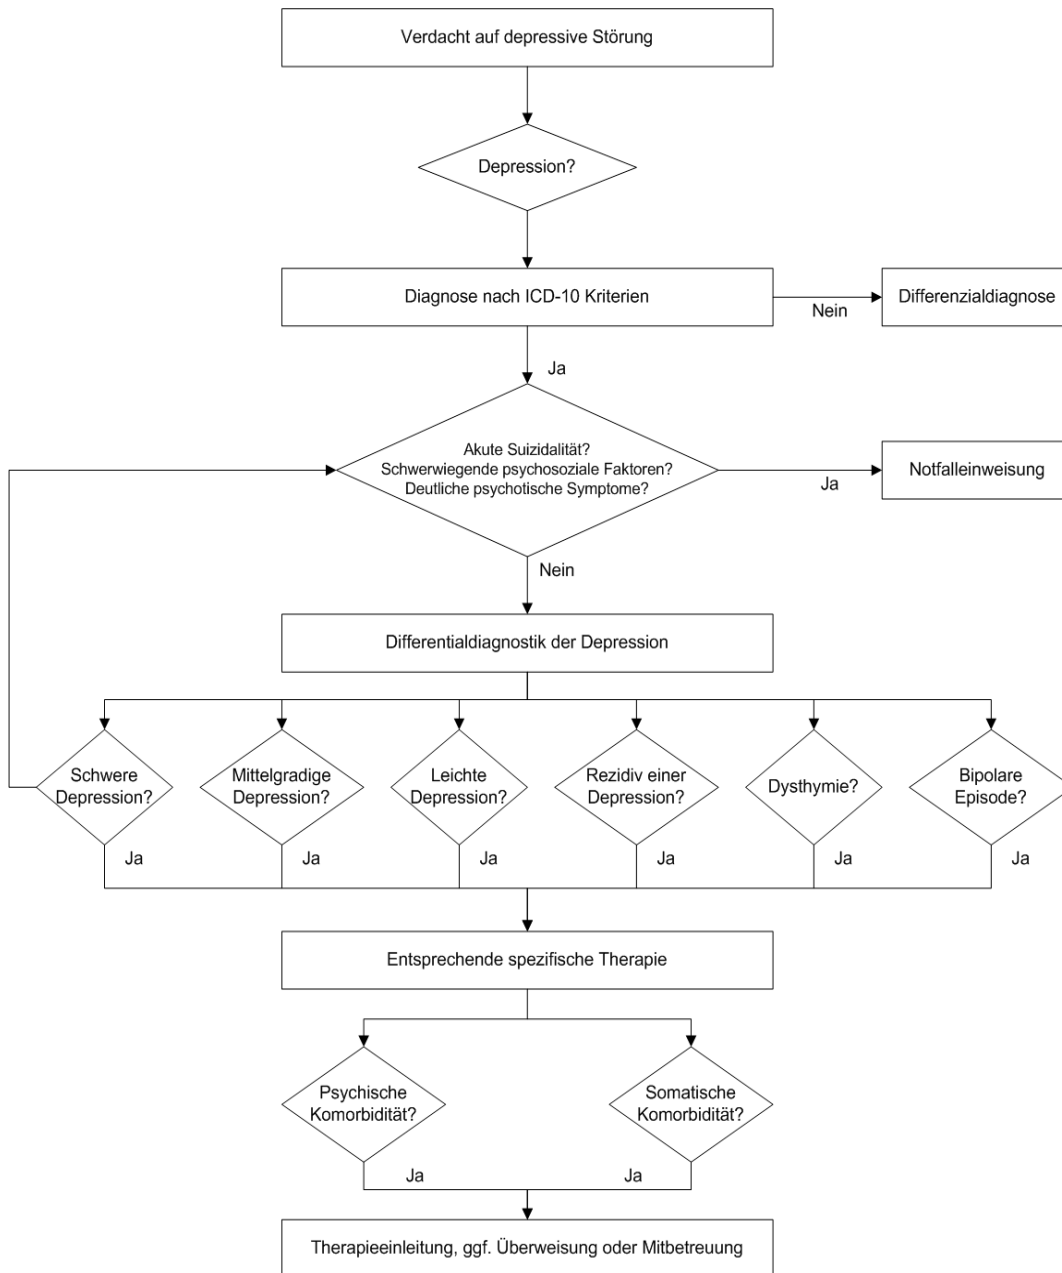 Verdacht auf depressive Störung
Depression?
Diagnose nach ICD-10 Kriterien
Nein
Differenzialdiagnose
Ja
Akute Suizidalität?
Schwerwiegende psychosoziale Faktoren?
Deutliche psychotische Symptome?
Ja
Notfalleinweisung
Nein
Differentialdiagnostik der Depression
Schwere
Depression?
Mittelgradige
Depression?
Leichte
Depression?
Rezidiv einer
Depression?
Dysthymie?
Bipolare
Episode?
Ja
Ja
Ja
Ja
Ja
Ja
Entsprechende spezifische Therapie
Psychische
Komorbidität?
Somatische
Komorbidität?
Ja
Ja
Therapieeinleitung, ggf. Überweisung oder Mitbetreuung